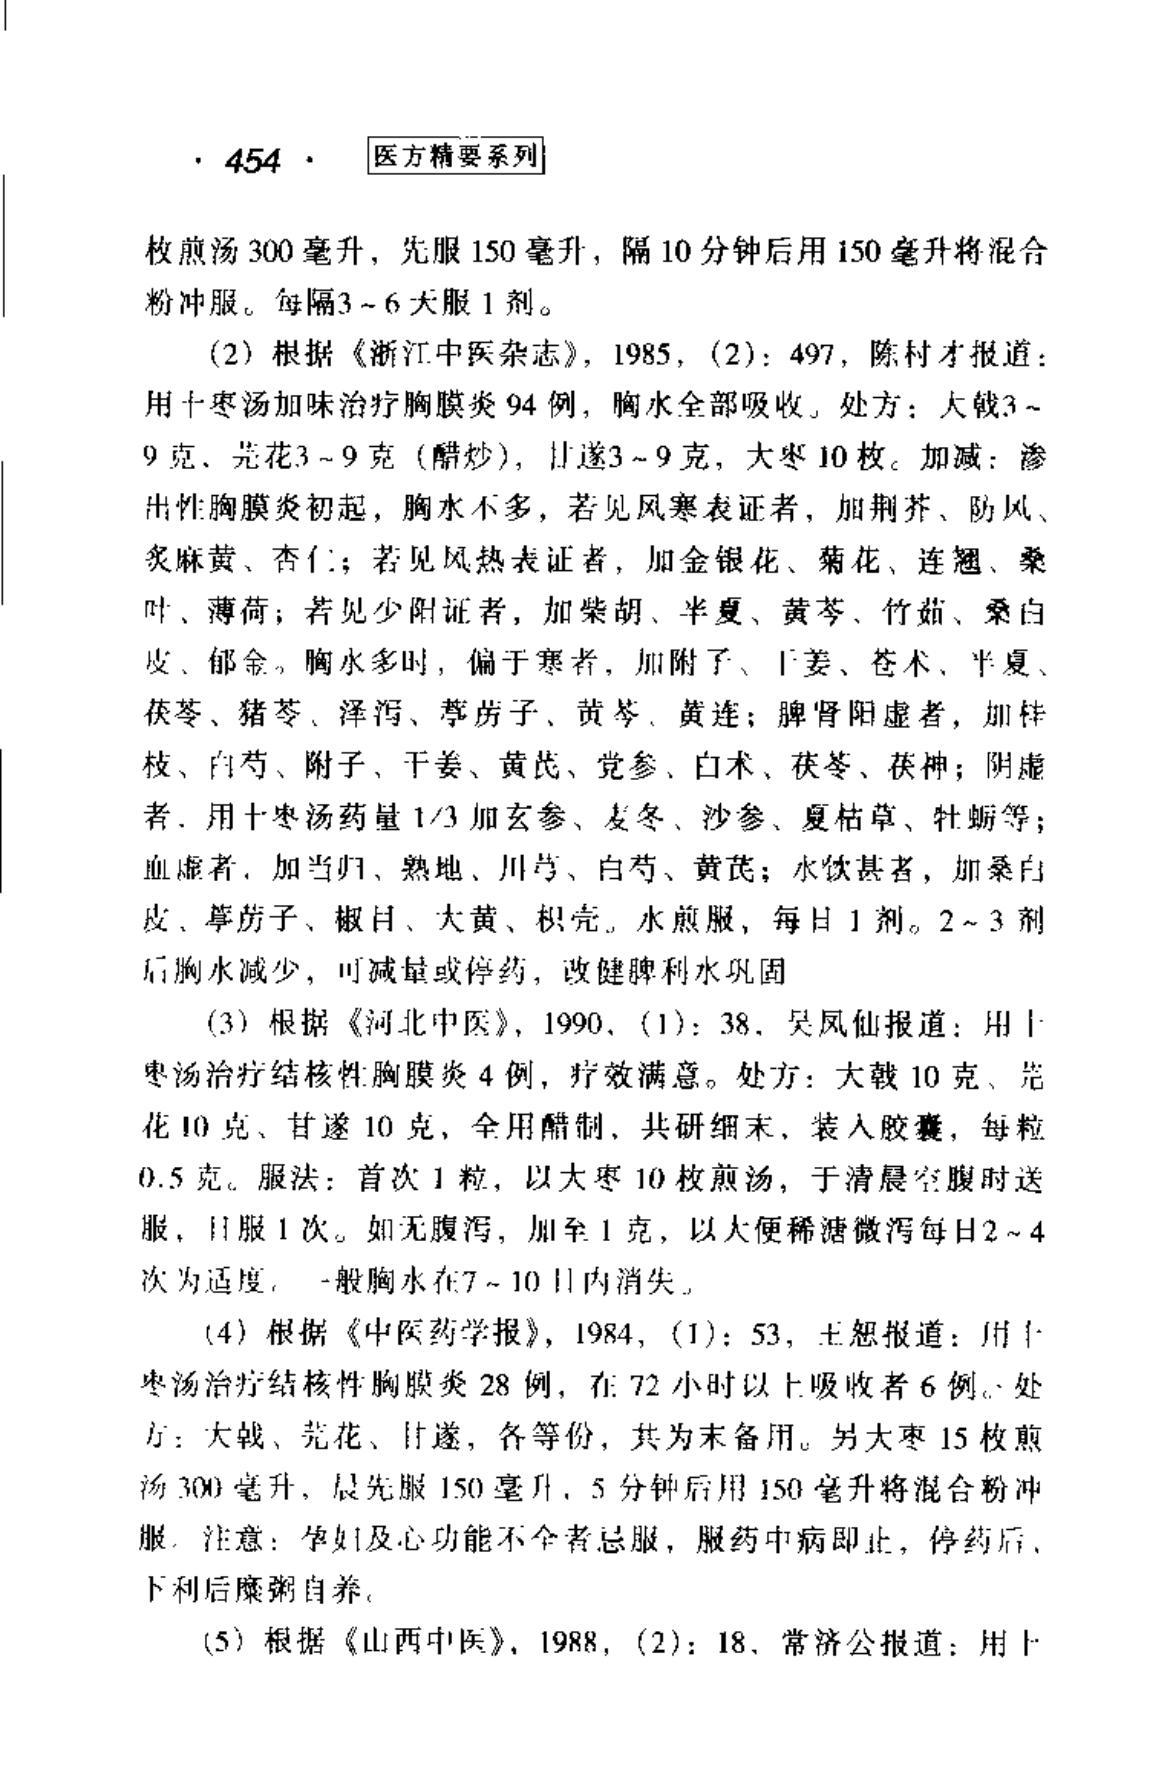 · 454 · 医方精要系列
枚煎汤 300 毫升，先服 150 毫升，隔 10 分钟后用 150 毫升将混合
粉冲服。每隔3~6 天服 1 剂。
(2) 根据《浙江中医杂志》，1985，(2)：497，陈村才报道：
用十枣汤加味治疗胸膜炎 94 例，胸水全部吸收。处方：大戟3~
9 克、芫花3~9 克（醋炒），甘遂3~9 克，大枣 10 枚。加减：渗
出性胸膜炎初起，胸水不多，若见风寒表证者，加荆芥、防风、
炙麻黄、杏仁；若见风热表证者，加金银花、菊花、连翘、桑
叶、薄荷；若见少阳证者，加柴胡、半夏、黄芩、竹茹、桑白
皮、郁金。胸水多时，偏于寒者，加附子、干姜、苍术、半夏、
茯苓、猪苓、泽泻、葶苈子、黄芩、黄连；脾肾阳虚者，加桂
枝、白芍、附子、干姜、黄芪、党参、白术、茯苓、茯神；阴虚
者，用十枣汤药量 1/3 加玄参、麦冬、沙参、夏枯草、牡蛎等；
血虚者，加当归、熟地、川芎、白芍、黄芪；水饮甚者，加桑白
皮、葶苈子、椒目、大黄、枳壳。水煎服，每日 1 剂。2~3 剂
后胸水减少，可减量或停药，改健脾利水巩固
(3) 根据《河北中医》，1990，(1)：38，吴凤仙报道：用十
枣汤治疗结核性胸膜炎 4 例，疗效满意。处方：大戟 10 克、芫
花 10 克、甘遂 10 克，全用醋制，共研细末，装入胶囊，每粒
0.5 克。服法：首次 1 粒，以大枣 10 枚煎汤，于清晨空腹时送
服，日服 1 次。如无腹泻，加至 1 克，以大便稀溏微泻每日2~4
次为适度。一般胸水在7~10 日内消失。
(4) 根据《中医药学报》，1984，(1)：53，王恕报道：用十
枣汤治疗结核性胸膜炎 28 例，在 72 小时以上吸收者 6 例。处
方：大戟、芫花、甘遂，各等份，共为末备用。另大枣 15 枚煎
汤 300 毫升，晨先服 150 毫升，5 分钟后用 150 毫升将混合粉冲
服。注意：孕妇及心功能不全者忌服，服药中病即止，停药后、
下利后糜粥自养。
(5) 根据《山西中医》，1988，(2)：18，常济公报道：用十